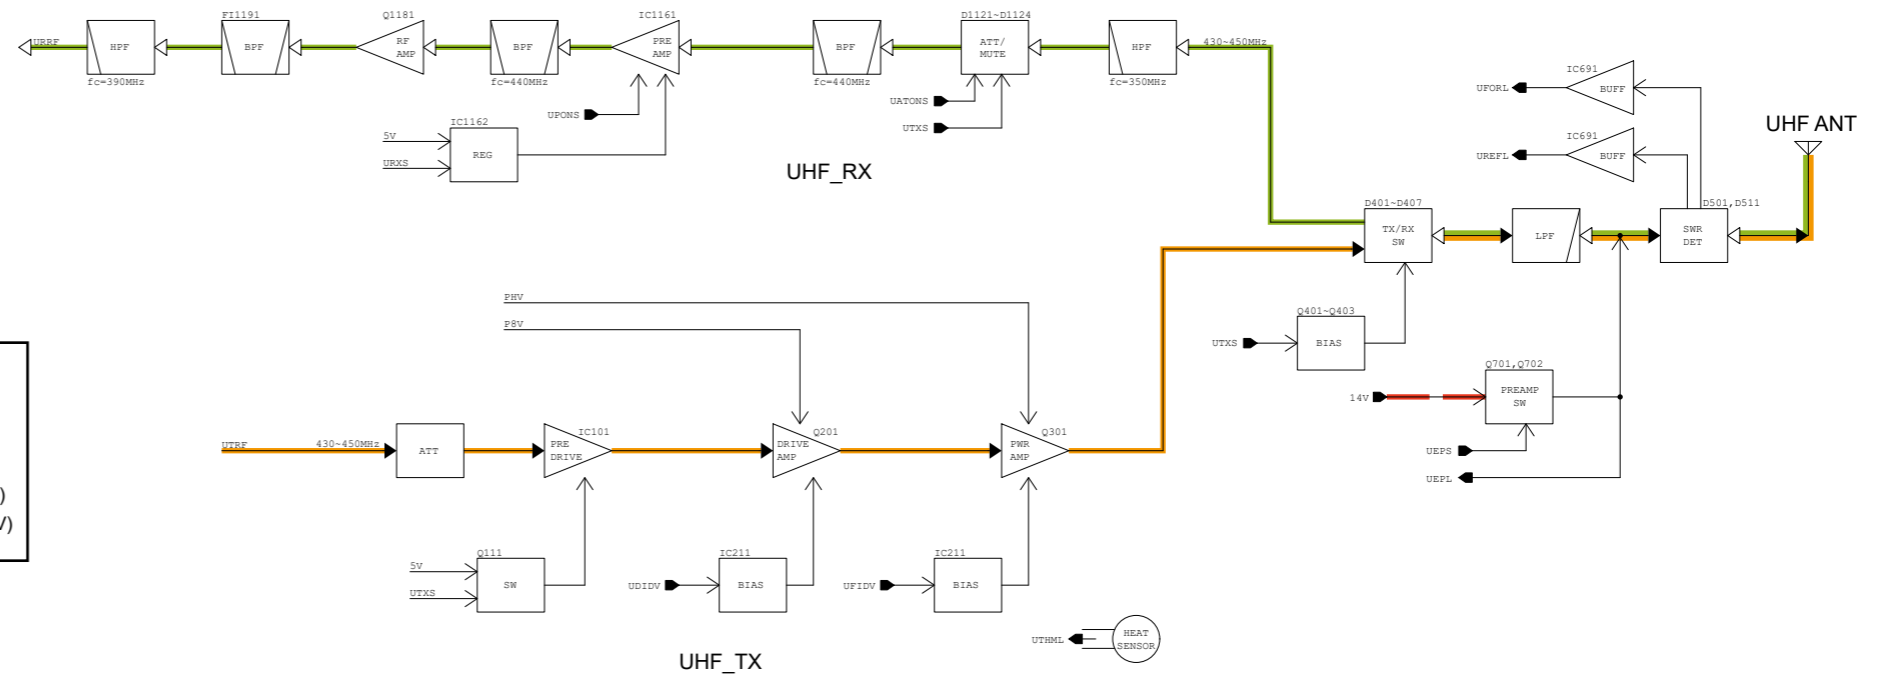 FI1191
Q1181
IC1161
D1121~D1124
URRF
HPF
BPF
RF
AMP
BPF
PRE
AMP
BPF
ATT/
MUTE
HPF
430~450MHz
fc=390MHz
fc=440MHz
fc=440MHz
fc=350MHz
UPONS
UATONS
UTXS
IC1162
5V
URXS
REG
UHF_RX
IC691
UFORL
BUFF
IC691
UREFL
BUFF
UHF ANT
D401~D407
TX/RX
SW
LPF
D501,D511
SWR
DET
PHV
P8V
Q401~Q403
UTXS
BIAS
Q701,Q702
14V
PREAMP
SW
UEPS
UEPL
UTRF
430~450MHz
ATT
IC101
PRE
DRIVE
Q201
DRIVE
AMP
Q301
PWR
AMP
)
V)
Q111
5V
UTXS
SW
IC211
UDIDV
BIAS
IC211
UFIDV
BIAS
UTHML
HEAT
SENSOR
UHF_TX